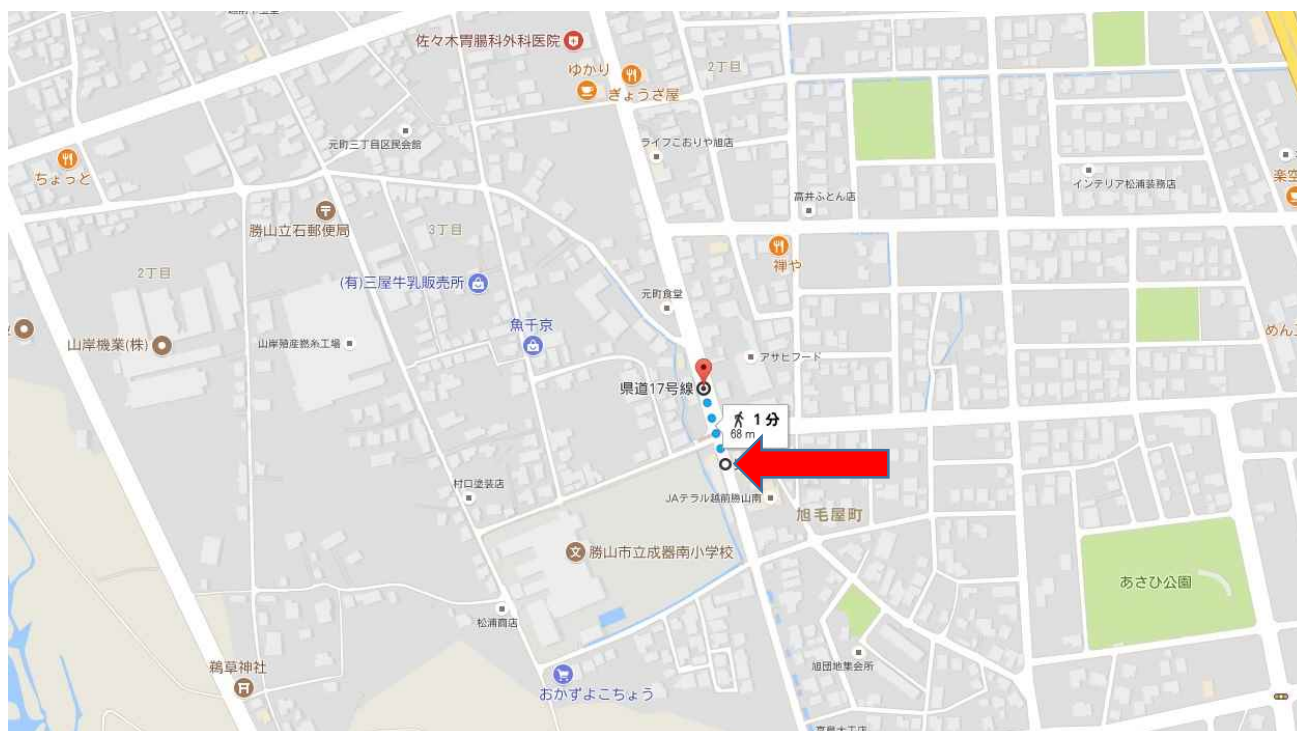 佐々木胃腸科外科医院
ゆかり
ぎょうざ屋
2丁目
元町三丁目区民会館
ライフこおりや旭店
ちょっと
インテリア松浦装務店
楽空
高井ふとん店
勝山立石郵便局
3丁目
禅や
2丁目
(有)三屋牛乳販売所
元町食堂
魚千京
山岸機業(株)
山岸殖産撚糸工場
アサヒフード
県道17号線
1分
68 m
村口塗装店
JAテラル越前勝山南
旭毛屋町
勝山市立成器南小学校
あさひ公園
松浦商店
旭団地集会所
鵜草神社
おかずよこちょう